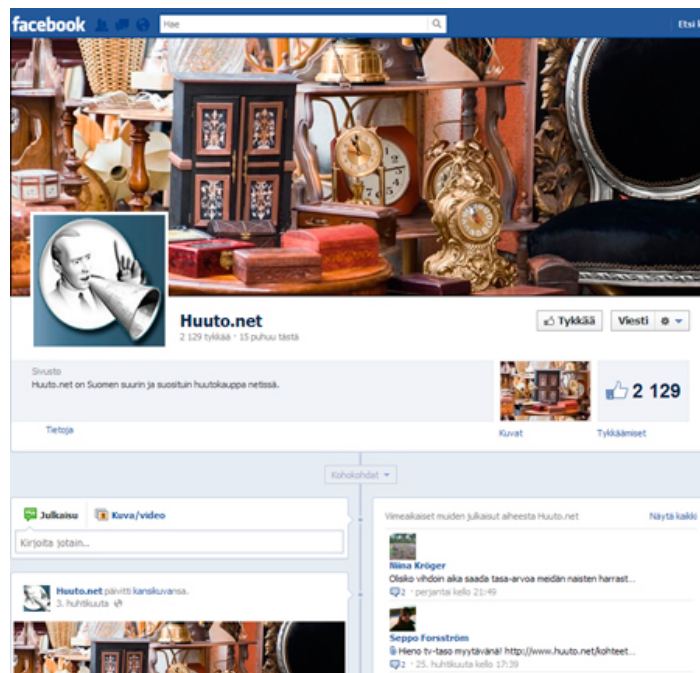 facebook
Hae
Etsi
Huuto.net
2 129 tykkää · 15 puhuu tästä
Tykkää
Viesti
Sivusto
Huuto.net on Suomen suurin ja suosituin huutokauppa netissä.
2 129
Tietoja
Kuvat
Tykkäämiset
Kohokohdat
Julkaisu
Kuva/video
Kirjoita jotain...
Huuto.net päivitti kansikuvansa.
3. huhtikuuta
Viimeaikaiset muiden julkaisut aiheesta Huuto.net
Näytä kaikki
Niina Kröger
Olisiko vihdoin aika saada tasa-arvoa meidän naisten harrast...
2 · perjantai kello 21:49
Seppo Forsström
Hieno tv-taso myytävänä! http://www.huuto.net/kohteet...
2 · 25. huhtikuuta kello 17:39